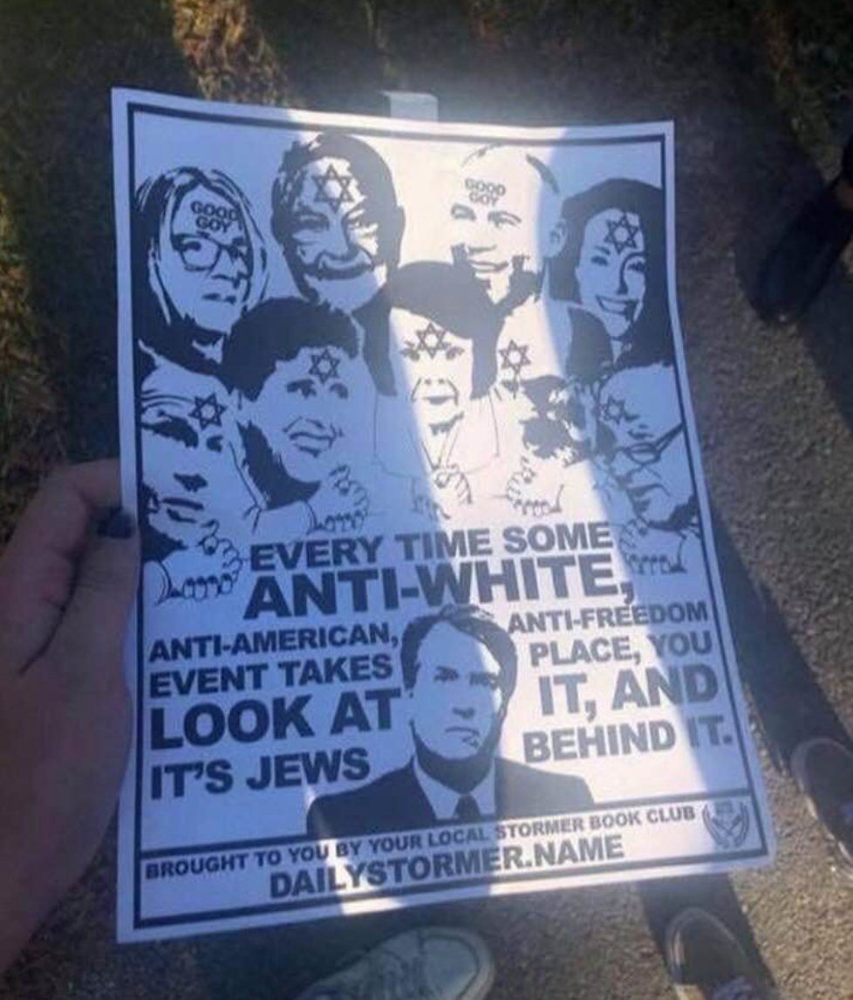 GOOD
GOY
GOOD
GOY
EVERY TIME SOME
ANTI-WHITE,
ANTI-AMERICAN, ANTI-FREEDOM
EVENT TAKES PLACE, YOU
LOOK AT IT, AND
IT'S JEWS BEHIND IT.
BROUGHT TO YOU BY YOUR LOCAL STORMER BOOK CLUB
DAILYSTORMER.NAME